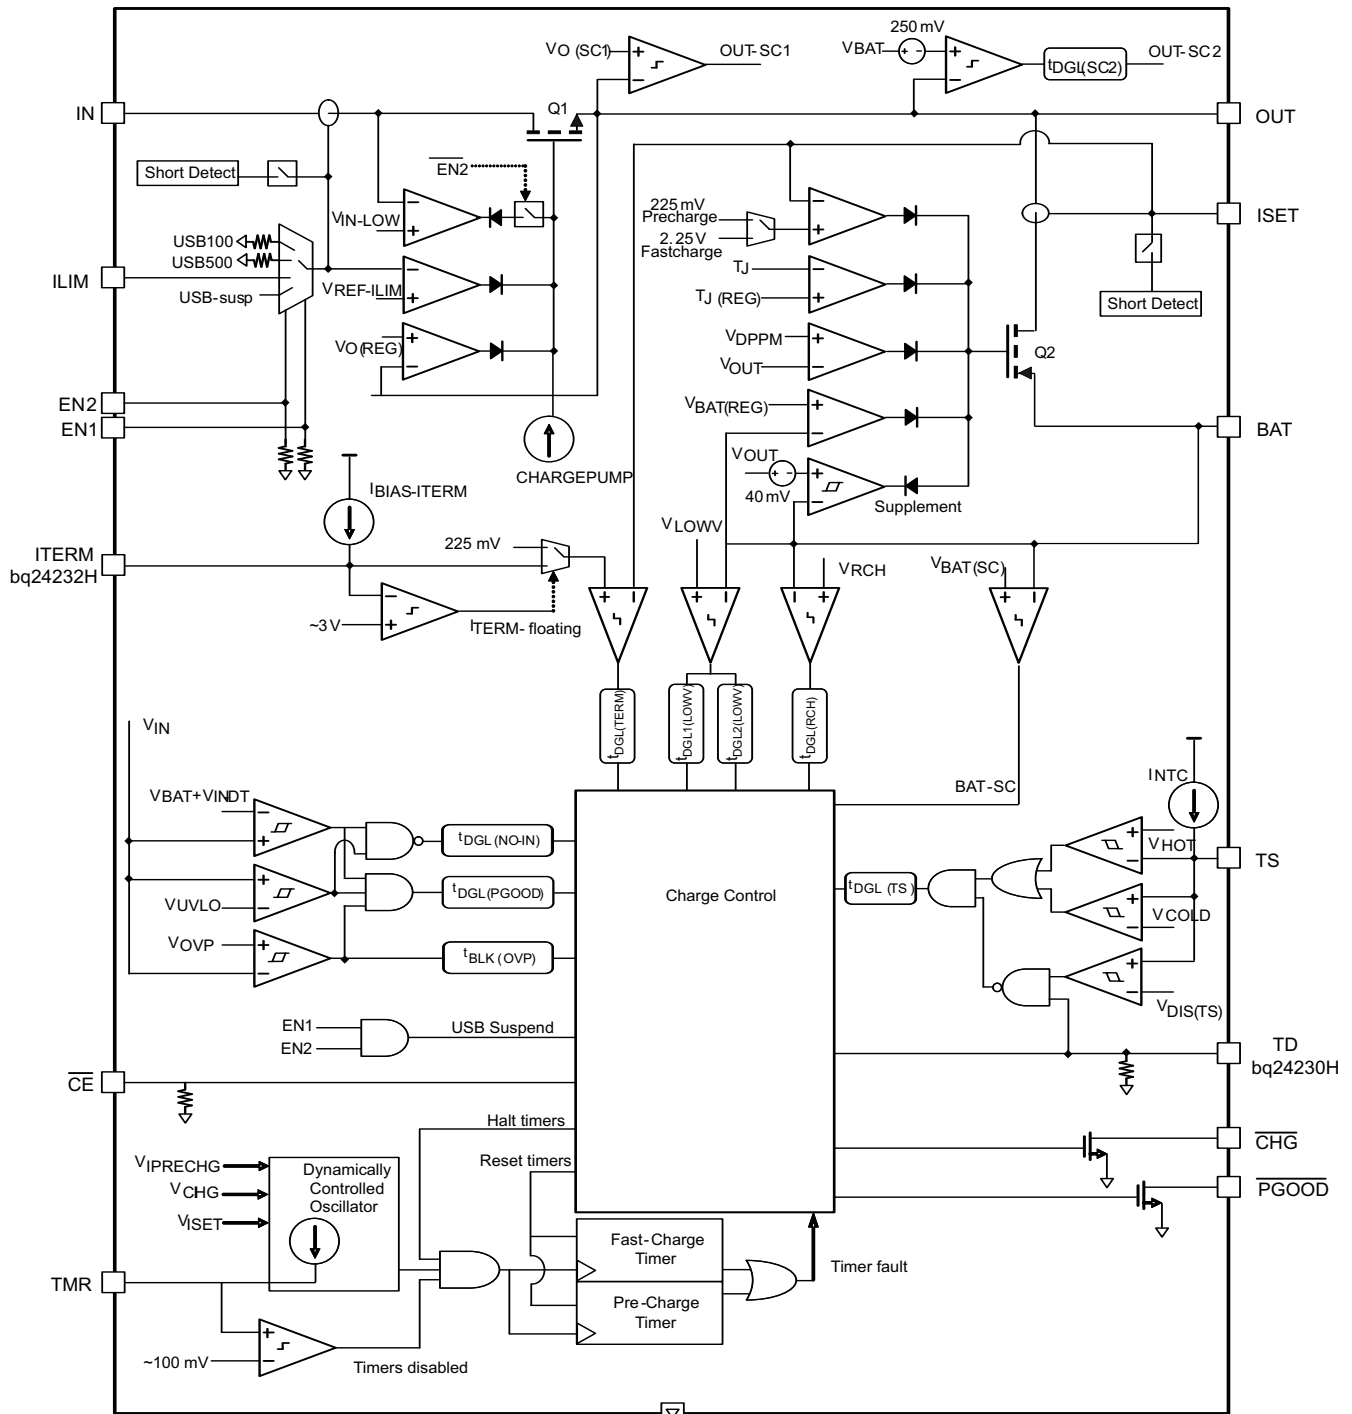 250 mV
VO (SC1)
OUT-SC1
VBAT
tDGL(SC2)
OUT-SC2
IN
Q1
OUT
Short Detect
EN2
VIN-LOW
225 mV
Precharge
2.25V
Fastcharge
ISET
USB100
USB500
ILIM
USB-susp
VREF-ILIM
TJ
TJ (REG)
Short Detect
VO(REG)
VDPPM
VOUT
Q2
EN2
EN1
VBAT(REG)
BAT
CHARGEPUMP
VOUT
40 mV
Supplement
IBIAS-ITERM
VLOWV
225 mV
VRCH
VBAT(SC)
ITERM
bq24232H
~3 V
ITERM- floating
tDGL(TERM)
tDGL1(LOWV)
tDGL2(LOWV)
tDGL(RCH)
VIN
BAT-SC
INTC
VBAT+VINDT
tDGL(NO-IN)
VHOT
TS
tDGL(PGOOD)
Charge Control
tDGL (TS)
VUVLO
VCOLD
VOVP
tBLK(OVP)
VDIS(TS)
EN1
EN2
USB Suspend
TD
bq24230H
CE
Halt timers
CHG
Reset timers
VIPRECHG
VCHG
VISET
Dynamically
Controlled
Oscillator
PGOOD
Fast-Charge
Timer
Timer fault
TMR
Pre-Charge
Timer
~100 mV
Timers disabled